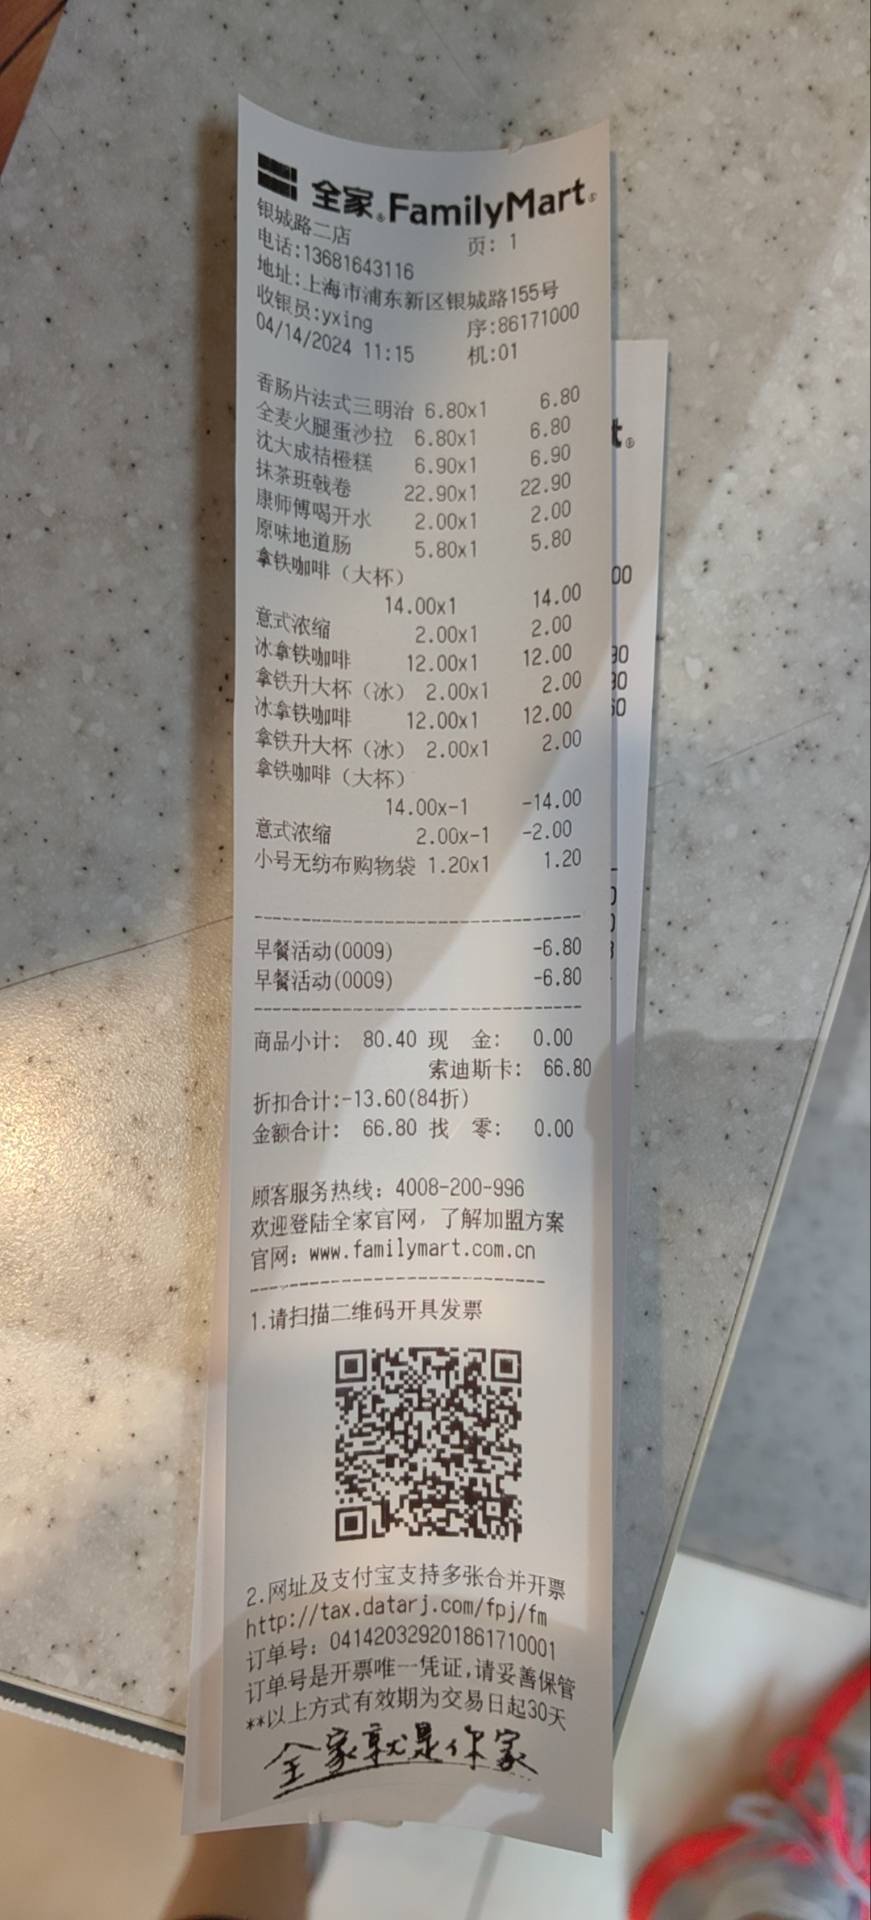 全家®FamilyMart®
银城路二店 页: 1
电话:13681643116
地址:上海市浦东新区银城路155号
收银员:yxing 序:86171000
04/14/2024 11:15 机:01
香肠片法式三明治 6.80x1 6.80
全麦火腿蛋沙拉 6.80x1 6.80
沈大成桔橙糕 6.90x1 6.90
抹茶班戟卷 22.90x1 22.90
康师傅喝开水 2.00x1 2.00
原味地道肠 5.80x1 5.80
拿铁咖啡（大杯）
14.00x1 14.00
意式浓缩 2.00x1 2.00
冰拿铁咖啡 12.00x1 12.00
拿铁升大杯（冰） 2.00x1 2.00
冰拿铁咖啡 12.00x1 12.00
拿铁升大杯（冰） 2.00x1 2.00
拿铁咖啡（大杯）
14.00x-1 -14.00
意式浓缩 2.00x-1 -2.00
小号无纺布购物袋 1.20x1 1.20
早餐活动(0009) -6.80
早餐活动(0009) -6.80
商品小计: 80.40 现 金: 0.00
索迪斯卡: 66.80
折扣合计:-13.60(84折)
金额合计: 66.80 找 零: 0.00
顾客服务热线: 4008-200-996
欢迎登陆全家官网，了解加盟方案
官网: www.familymart.com.cn
1.请扫描二维码开具发票
2.网址及支付宝支持多张合并开票
http://tax.datarj.com/fpj/fm
订单号: 041420329201861710001
订单号是开票唯一凭证,请妥善保管
**以上方式有效期为交易日起30天
全家就是你家